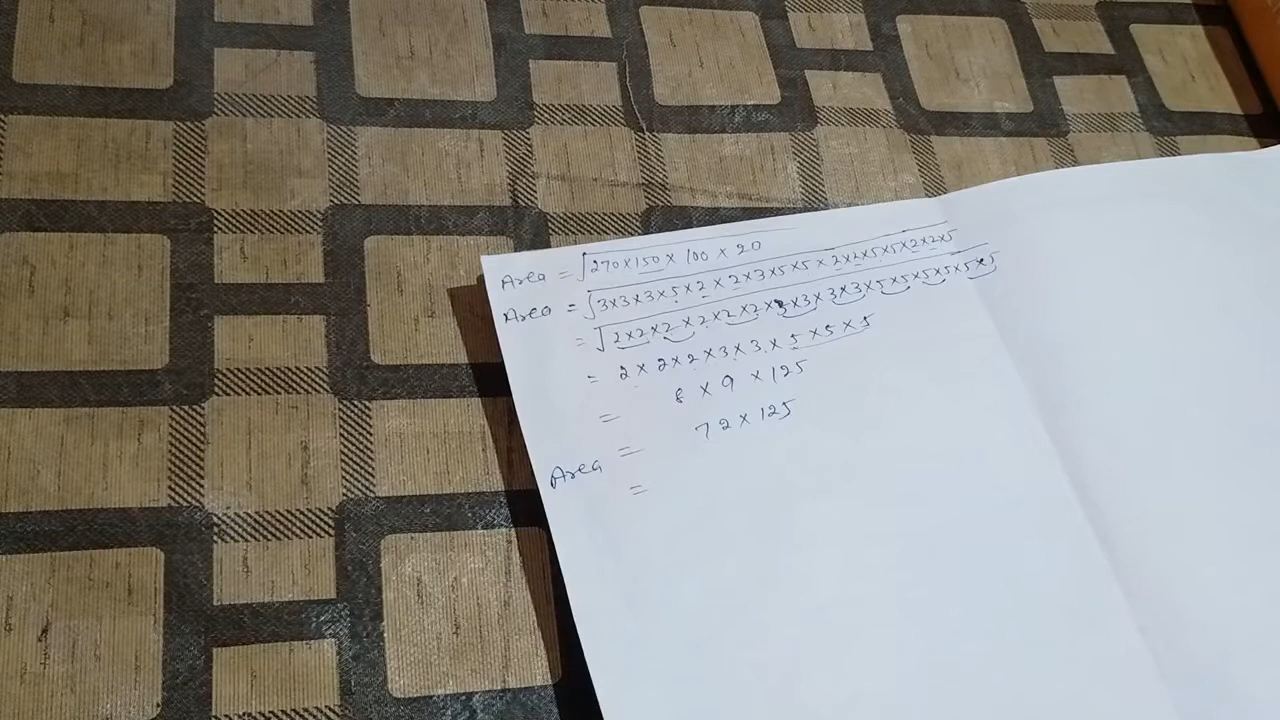 Area = √270×150×100×20
Area = √3×3×3×5×2×2×3×5×5×2×2×5×5×2×2×5
= √2×2×2×2×2×2×3×3×3×3×5×5×5×5×5×5
= 2×2×2×3×3×5×5×5
= 8×9×125
= 72×125
Area
=